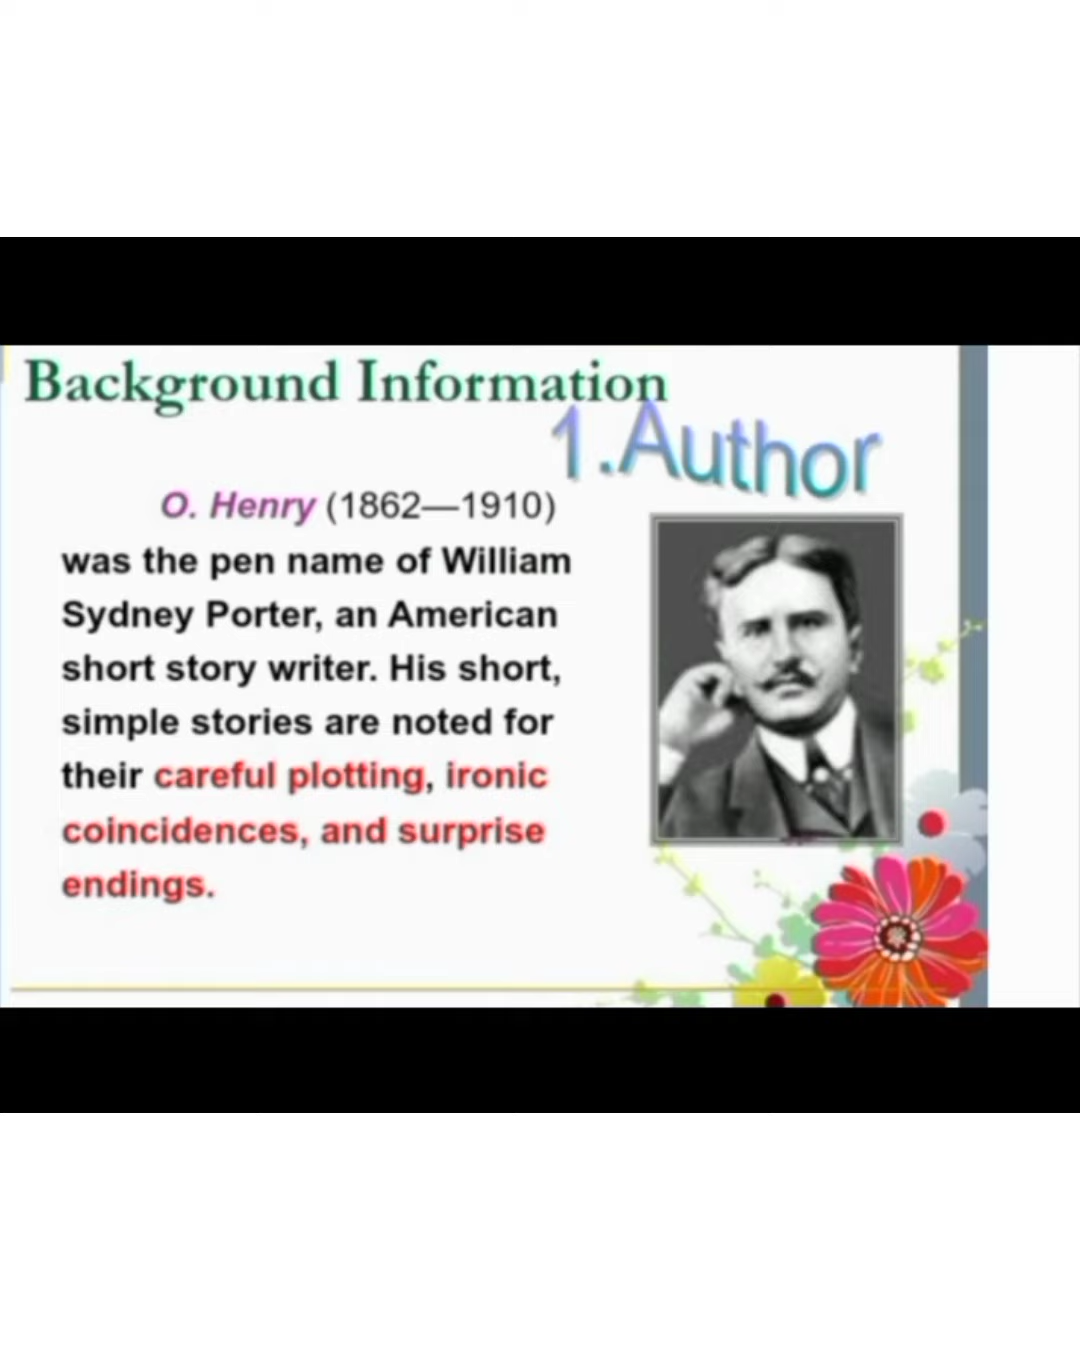 Background Information
1.Author
O. Henry (1862—1910)
was the pen name of William
Sydney Porter, an American
short story writer. His short,
simple stories are noted for
their careful plotting, ironic
coincidences, and surprise
endings.